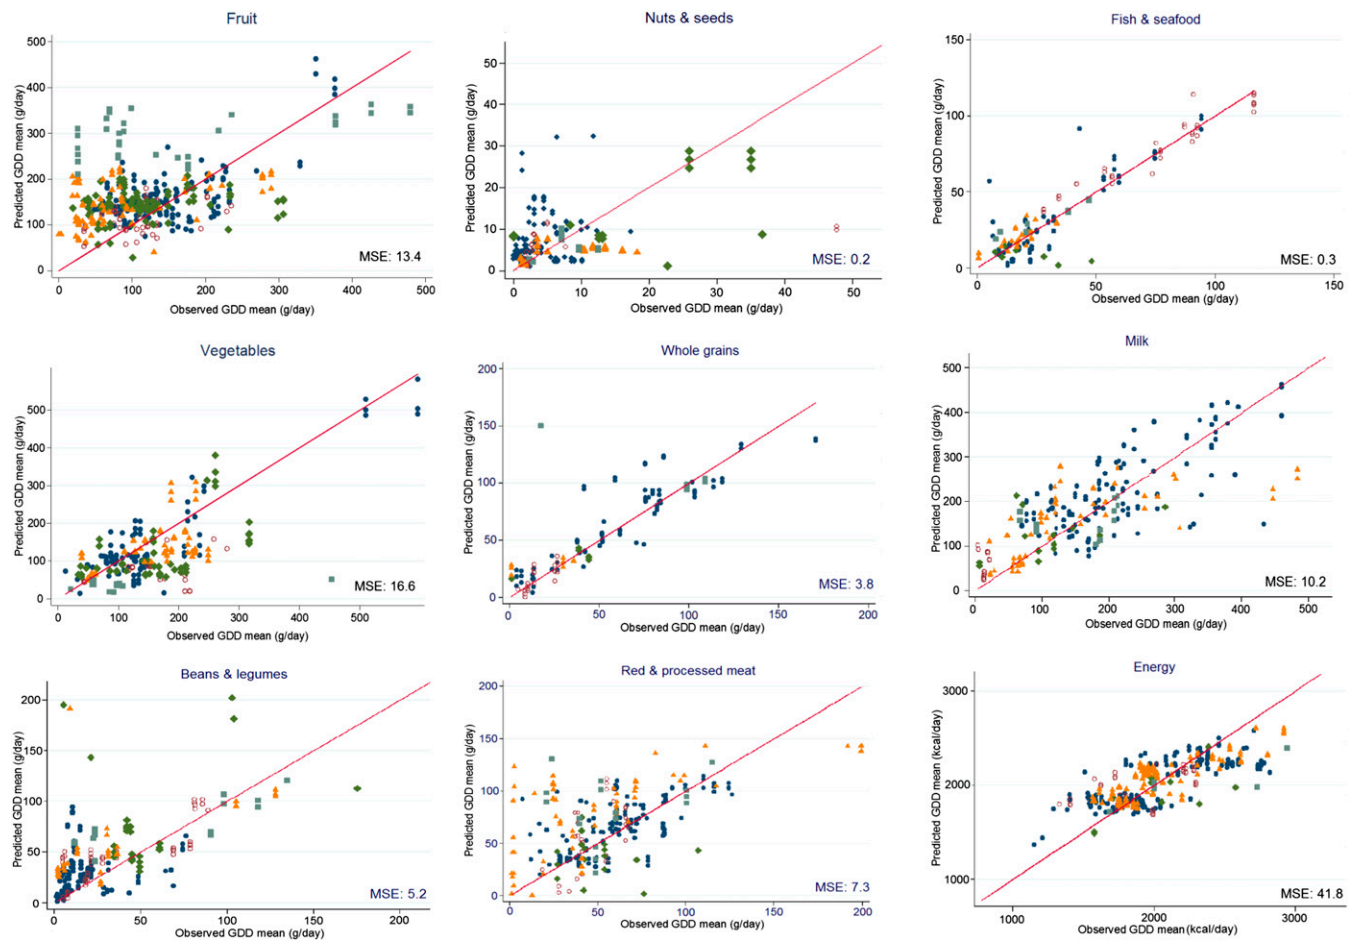 Fruit
Predicted GDD mean (g/day)
500
400
300
200
100
0
MSE: 13.4
0 100 200 300 400 500
Observed GDD mean (g/day)
Nuts & seeds
Predicted GDD mean (g/day)
50
40
30
20
10
0
MSE: 0.2
0 10 20 30 40 50
Observed GDD mean (g/day)
Fish & seafood
Predicted GDD mean (g/day)
150
100
50
0
MSE: 0.3
0 50 100 150
Observed GDD mean (g/day)
Vegetables
Predicted GDD mean (g/day)
500
400
300
200
100
0
MSE: 16.6
0 100 200 300 400 500
Observed GDD mean (g/day)
Whole grains
Predicted GDD mean (g/day)
200
150
100
50
0
MSE: 3.8
0 50 100 150 200
Observed GDD mean (g/day)
Milk
Predicted GDD mean (g/day)
500
400
300
200
100
0
MSE: 10.2
0 100 200 300 400 500
Observed GDD mean (g/day)
Beans & legumes
Predicted GDD mean (g/day)
200
150
100
50
0
MSE: 5.2
0 50 100 150 200
Observed GDD mean (g/day)
Red & processed meat
Predicted GDD mean (g/day)
200
150
100
50
0
MSE: 7.3
0 50 100 150 200
Observed GDD mean (g/day)
Energy
Predicted GDD mean (kcal/day)
3000
2000
1000
MSE: 41.8
1000 2000 3000
Observed GDD mean (kcal/day)